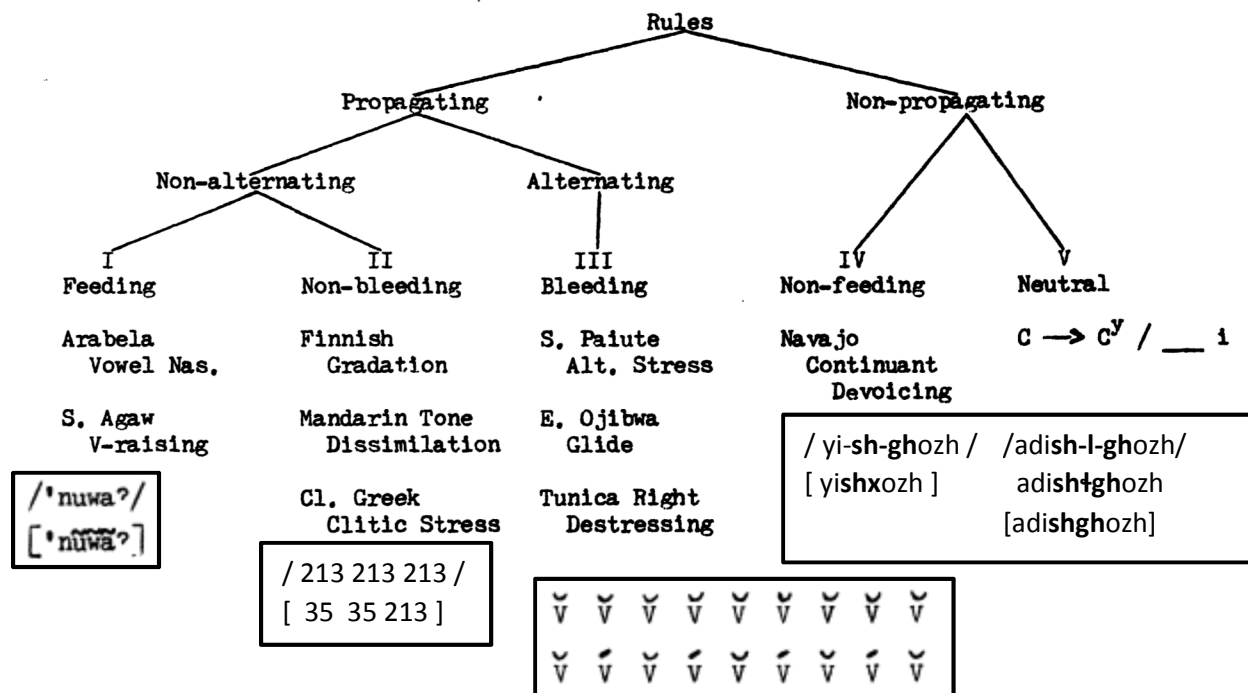 Rules
Propagating
Non-propagating
Non-alternating
Alternating
I
Feeding
Arabela
Vowel Nas.
S. Agaw
V-raising
/'nuwa?/
['nũw̃ã?]
II
Non-bleeding
Finnish
Gradation
Mandarin Tone
Dissimilation
Cl. Greek
Clitic Stress
/ 213 213 213 /
[ 35 35 213 ]
III
Bleeding
S. Paiute
Alt. Stress
E. Ojibwa
Glide
Tunica Right
Destressing
v̆ v̆ v̆ v̆ v̆ v̆ v̆ v̆ v̆
v̆ v́ v̆ v́ v̆ v́ v̆ v́ v̆
IV
Non-feeding
Navajo
Continuant
Devoicing
/ yi-sh-ghozh / /adish-l-ghozh/
[ yishxozh ] adishɬghozh
[adishghozh]
V
Neutral
C → Cʸ / __ i